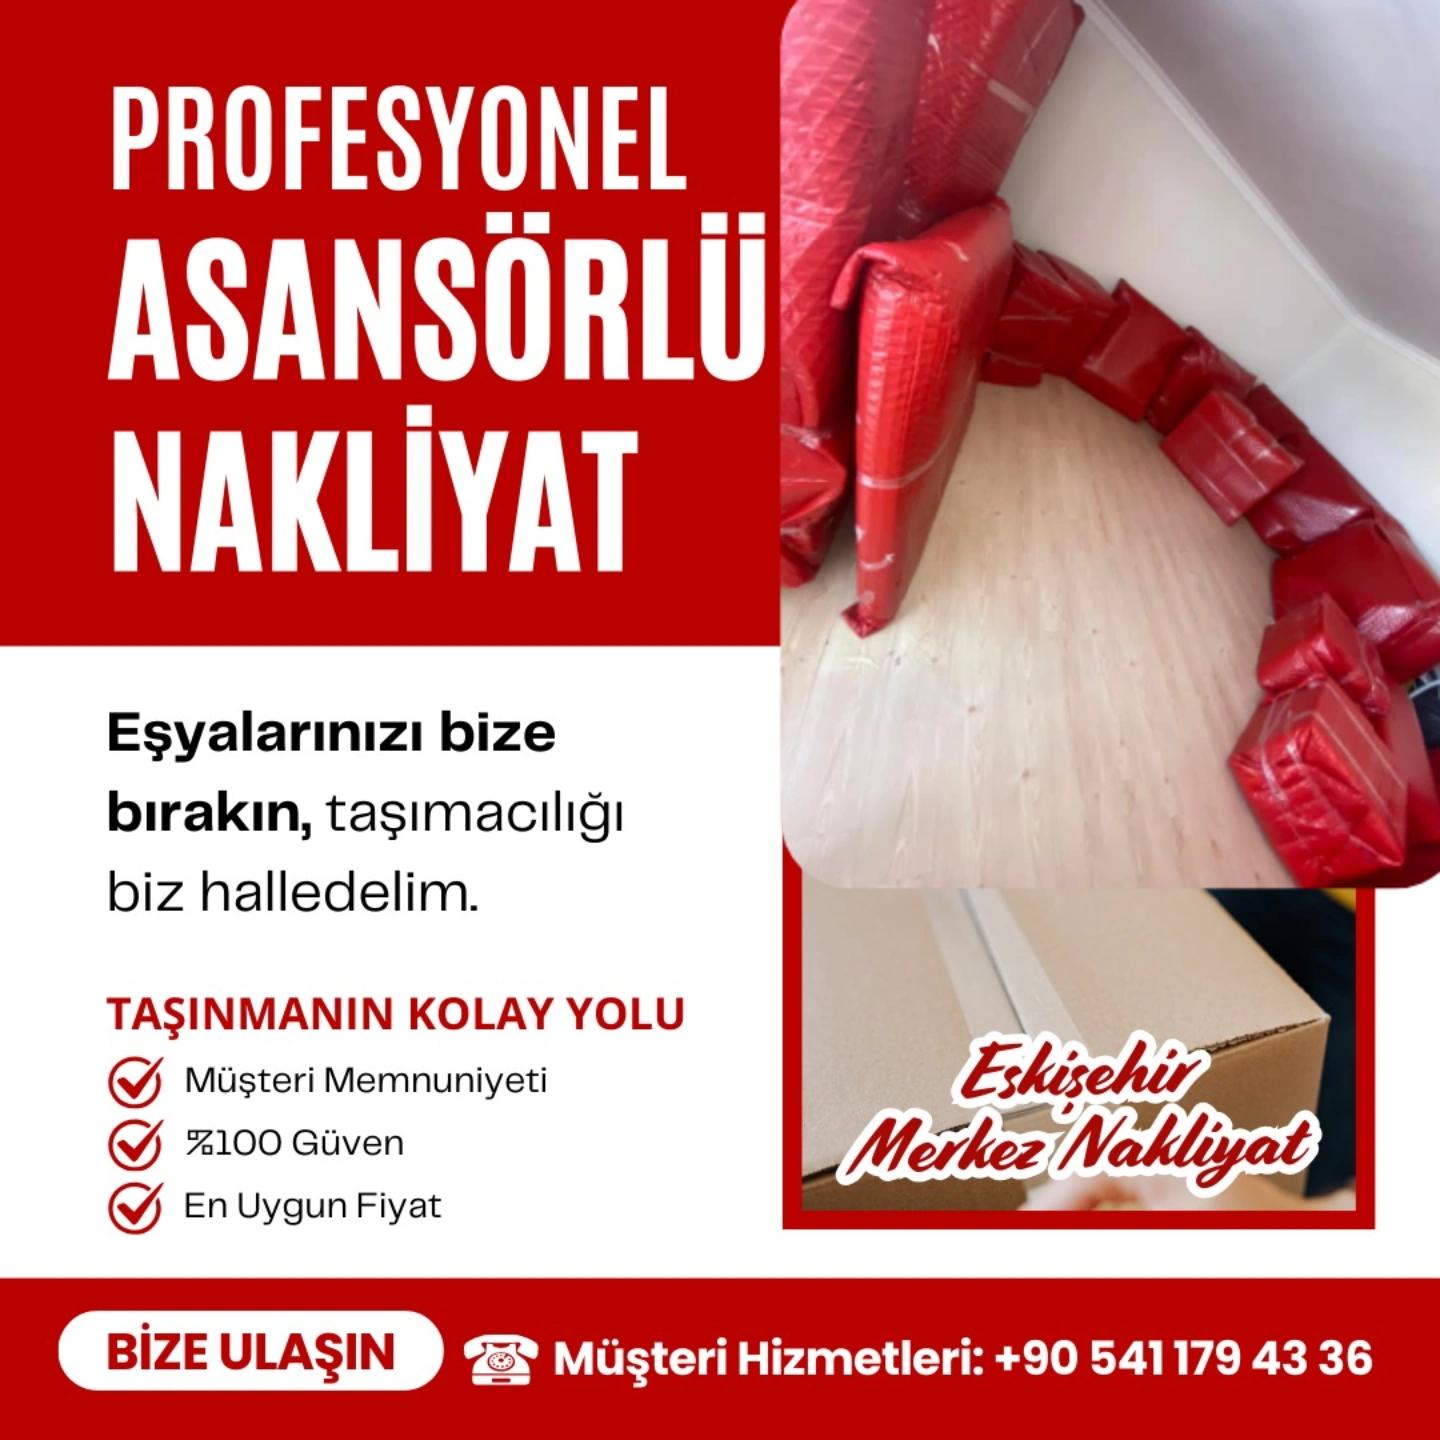 PROFESYONEL
ASANSÖRLÜ
NAKLİYAT
Eşyalarınızı bize
bırakın, taşımacılığı
biz halledelim.
TAŞINMANIN KOLAY YOLU
Müşteri Memnuniyeti
%100 Güven
En Uygun Fiyat
Eskişehir
Merkez Nakliyat
BİZE ULAŞIN
Müşteri Hizmetleri: +90 541 179 43 36